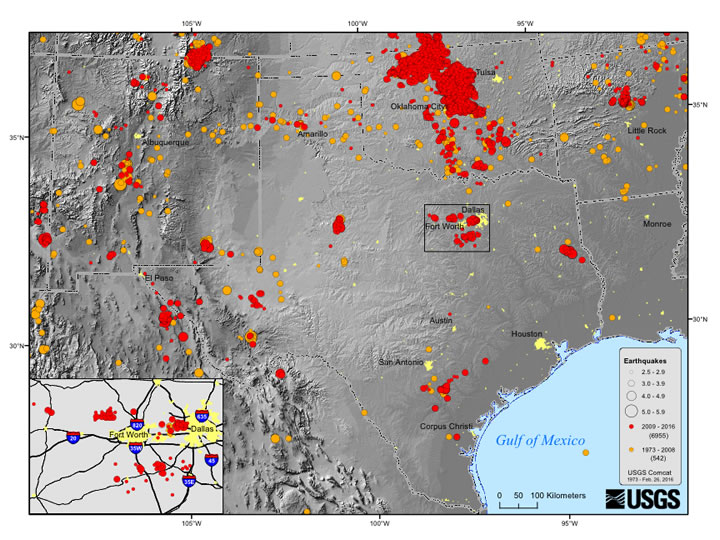 105°W
100°W
95°W
Tulsa
Oklahoma City
35°N
35°N
Amarillo
Albuquerque
Little Rock
Dallas
Fort Worth
Monroe
El Paso
Austin
Houston
30°N
30°N
San Antonio
Corpus Christi
Gulf of Mexico
Earthquakes
2.5 - 2.9
3.0 - 3.9
4.0 - 4.9
5.0 - 5.9
2009 - 2016
(6955)
1973 - 2008
(542)
USGS Comcat
1973 - Feb. 26, 2016
635
820
Fort Worth
Dallas
20
35W
45
35E
0 50 100 Kilometers
USGS
105°W
100°W
95°W